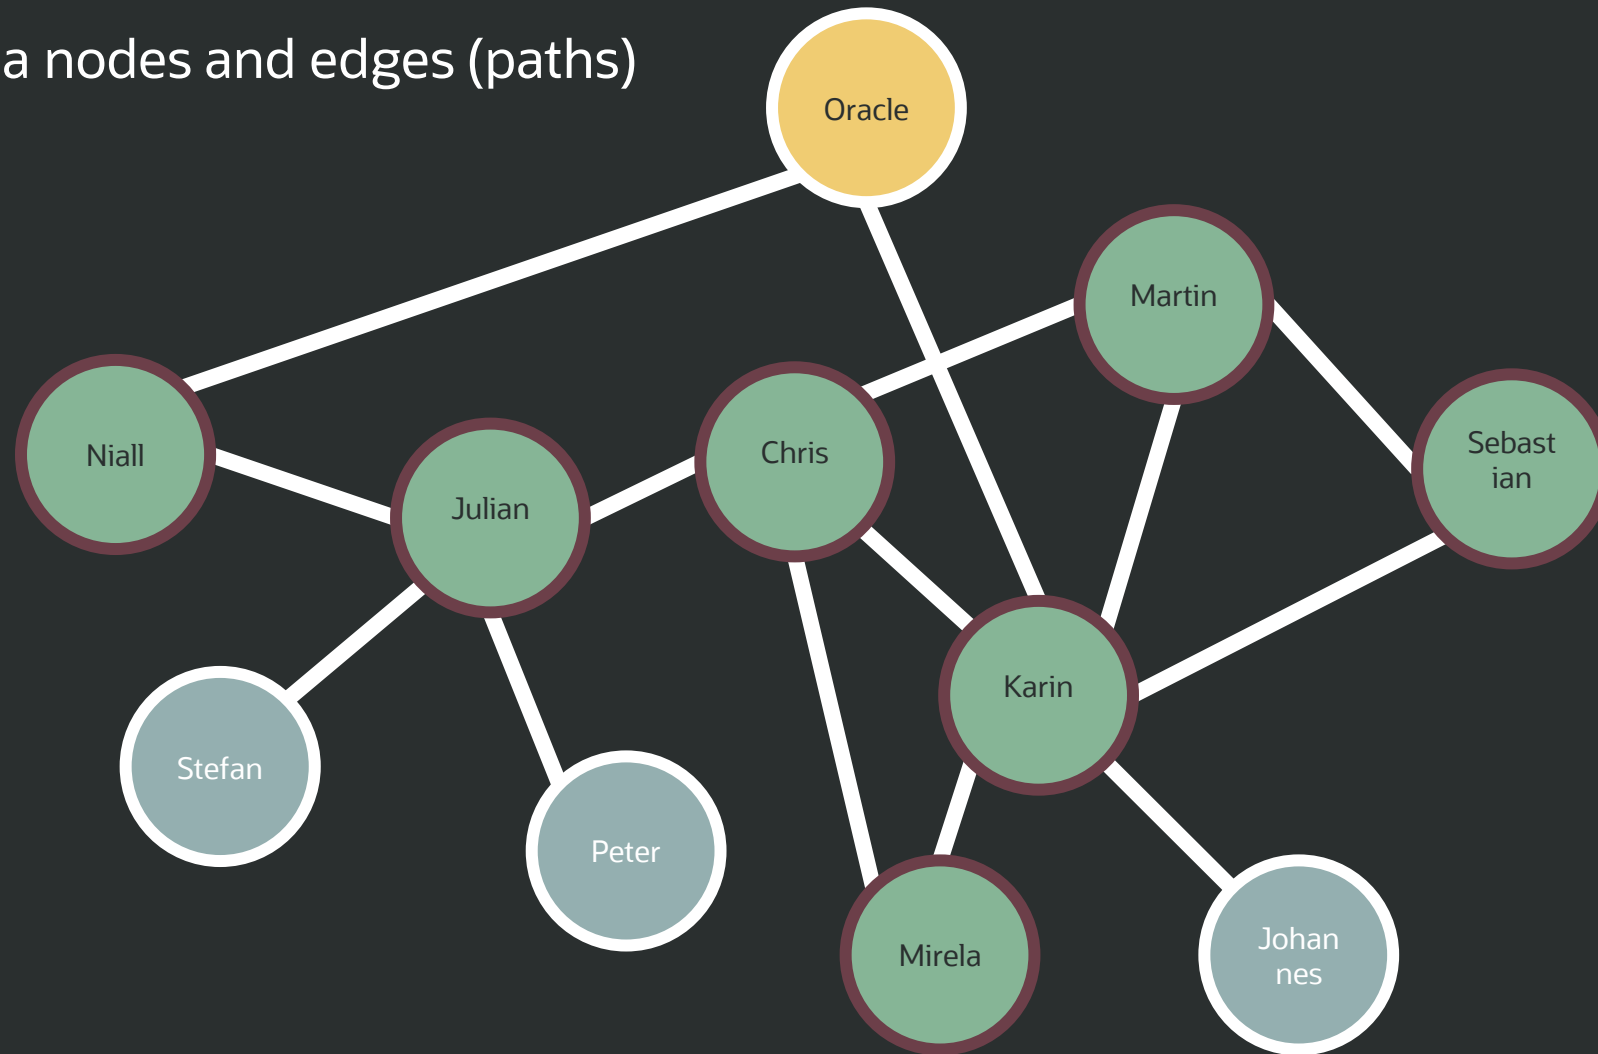 a nodes and edges (paths)
Oracle
Martin
Niall
Julian
Chris
Sebast
ian
Karin
Stefan
Peter
Mirela
Johan
nes